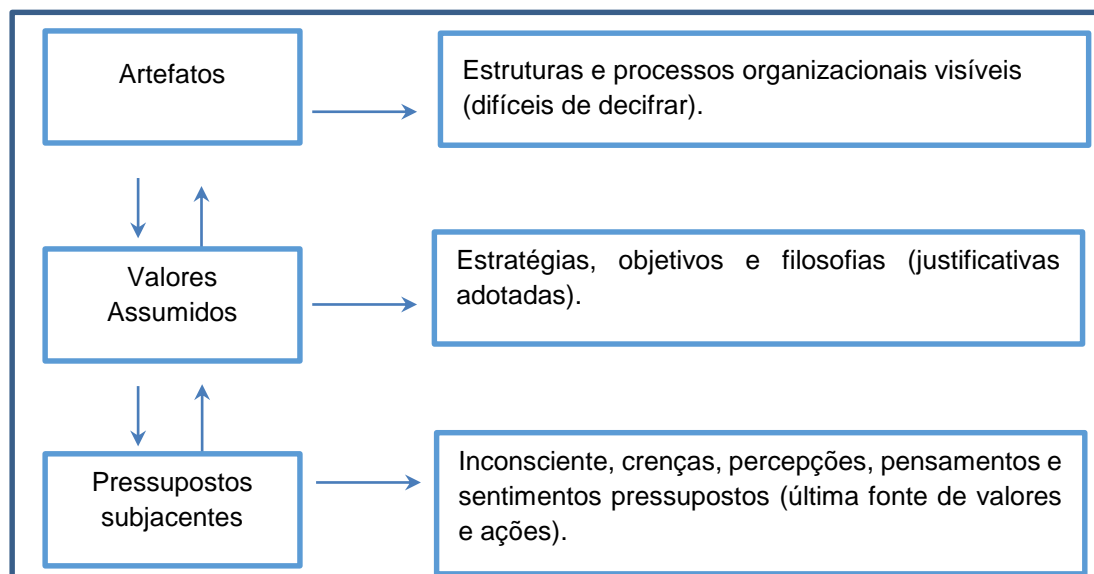 Artefatos
Estruturas e processos organizacionais visíveis
(difíceis de decifrar).
Valores
Assumidos
Estratégias, objetivos e filosofias (justificativas
adotadas).
Pressupostos
subjacentes
Inconsciente, crenças, percepções, pensamentos e
sentimentos pressupostos (última fonte de valores
e ações).